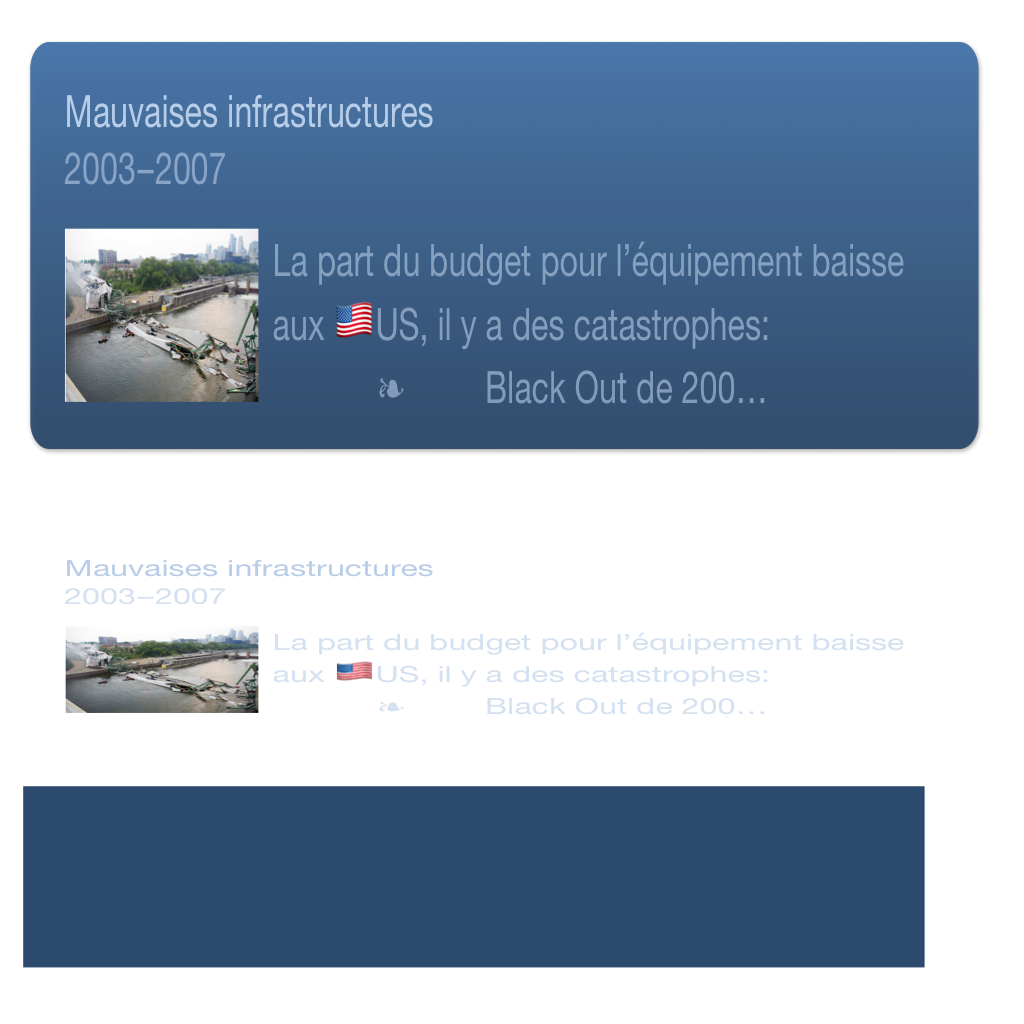 Mauvaises infrastructures
2003–2007
La part du budget pour l’équipement baisse
aux 🇺🇸US, il y a des catastrophes:
❧ Black Out de 200…
Mauvaises infrastructures
2003–2007
La part du budget pour l’équipement baisse
aux 🇺🇸US, il y a des catastrophes:
❧ Black Out de 200…